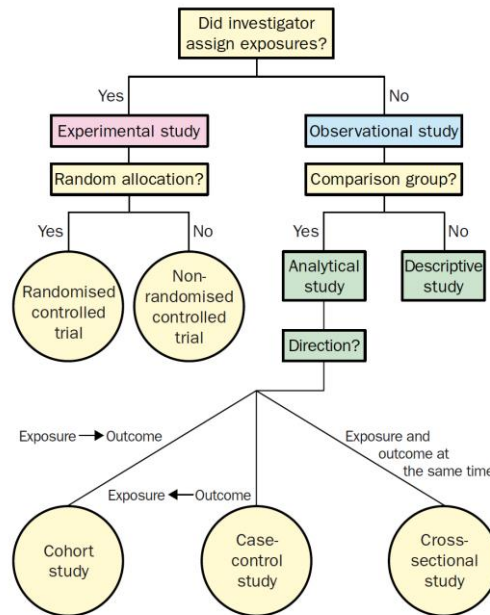 Did investigator
assign exposures?
Yes
No
Experimental study
Observational study
Random allocation?
Comparison group?
Yes
No
Yes
No
Randomised
controlled
trial
Non-
randomised
controlled
trial
Analytical
study
Descriptive
study
Direction?
Exposure → Outcome
Exposure ← Outcome
Exposure and
outcome at
the same time
Cohort
study
Case-
control
study
Cross-
sectional
study